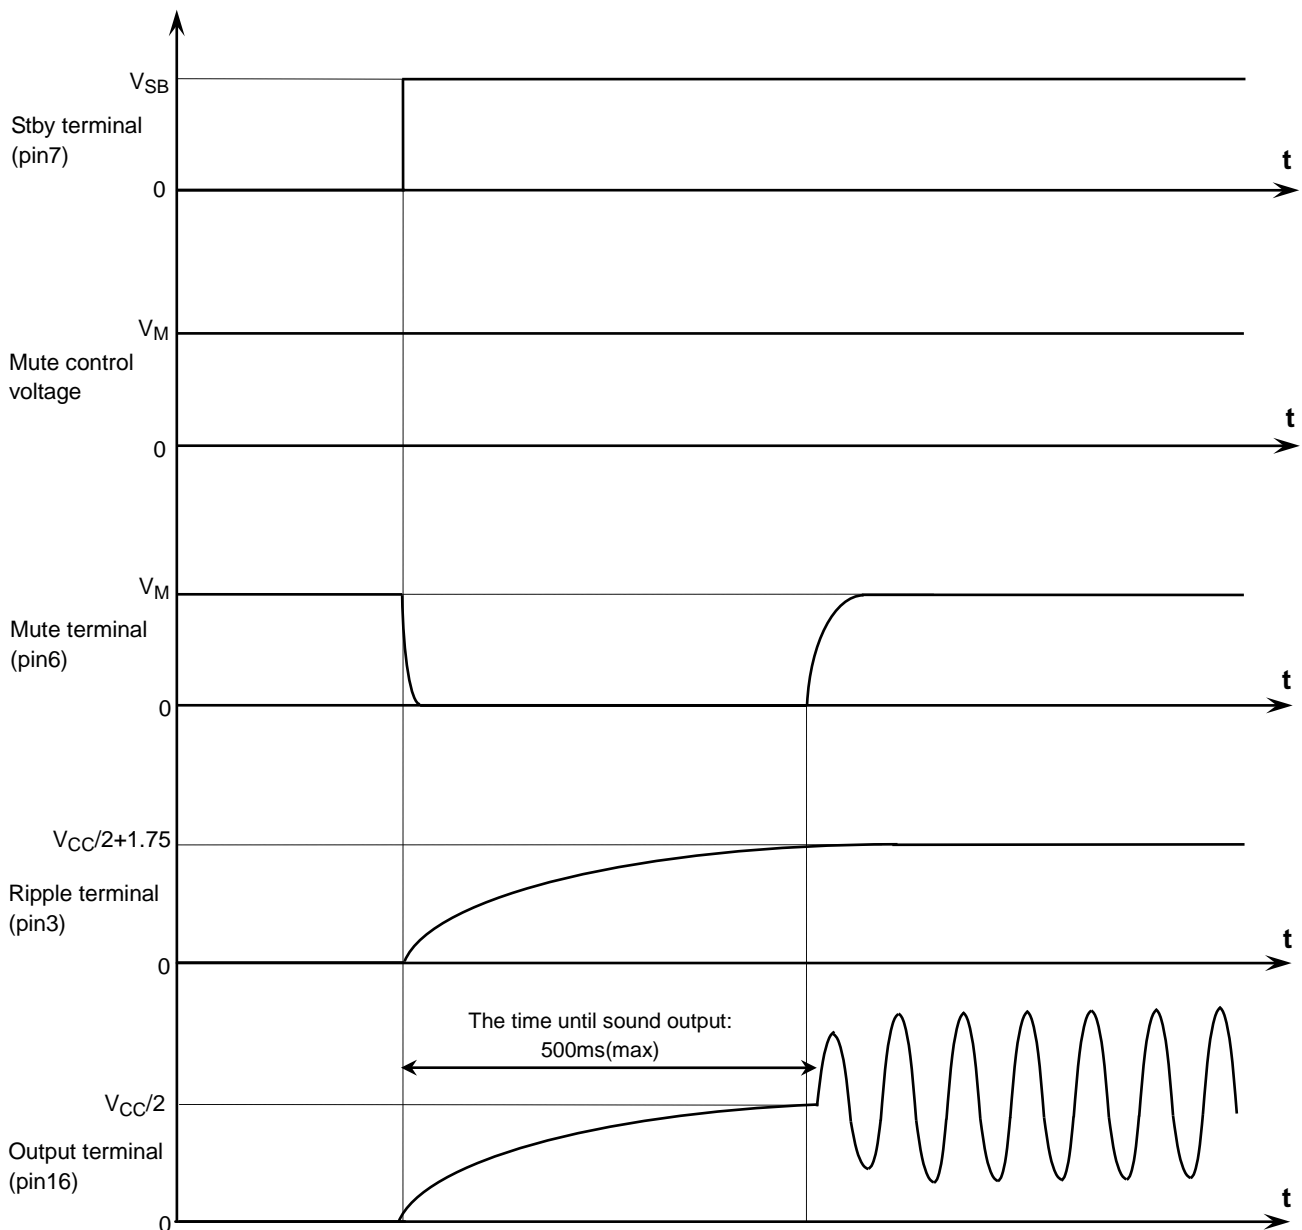 VSB
Stby terminal
(pin7)
t
0
VM
Mute control
voltage
t
0
VM
Mute terminal
(pin6)
t
0
VCC/2+1.75
Ripple terminal
(pin3)
t
0
The time until sound output:
500ms(max)
VCC/2
Output terminal
(pin16)
t
0